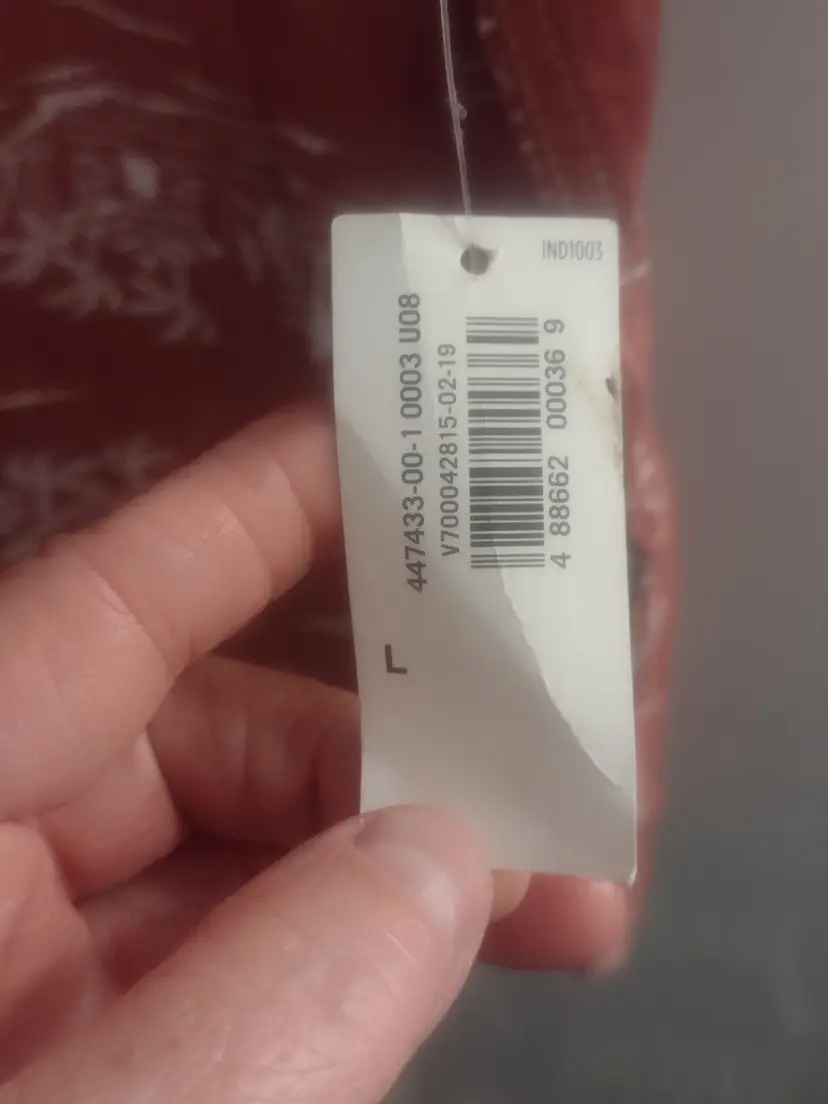 IND1003
447433-00-1 0003 U08
V700042815-02-19
4 88662 00036 9
L